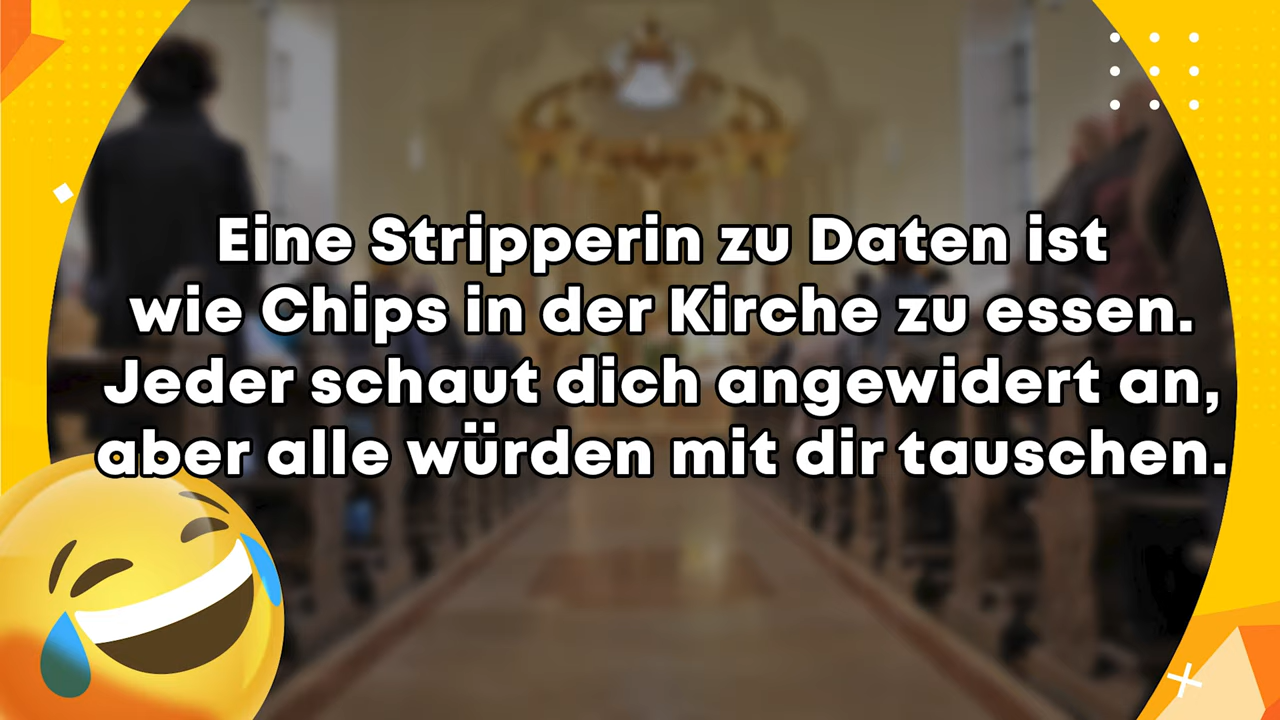 Eine Stripperin zu Daten ist
wie Chips in der Kirche zu essen.
Jeder schaut dich angewidert an,
aber alle würden mit dir tauschen.